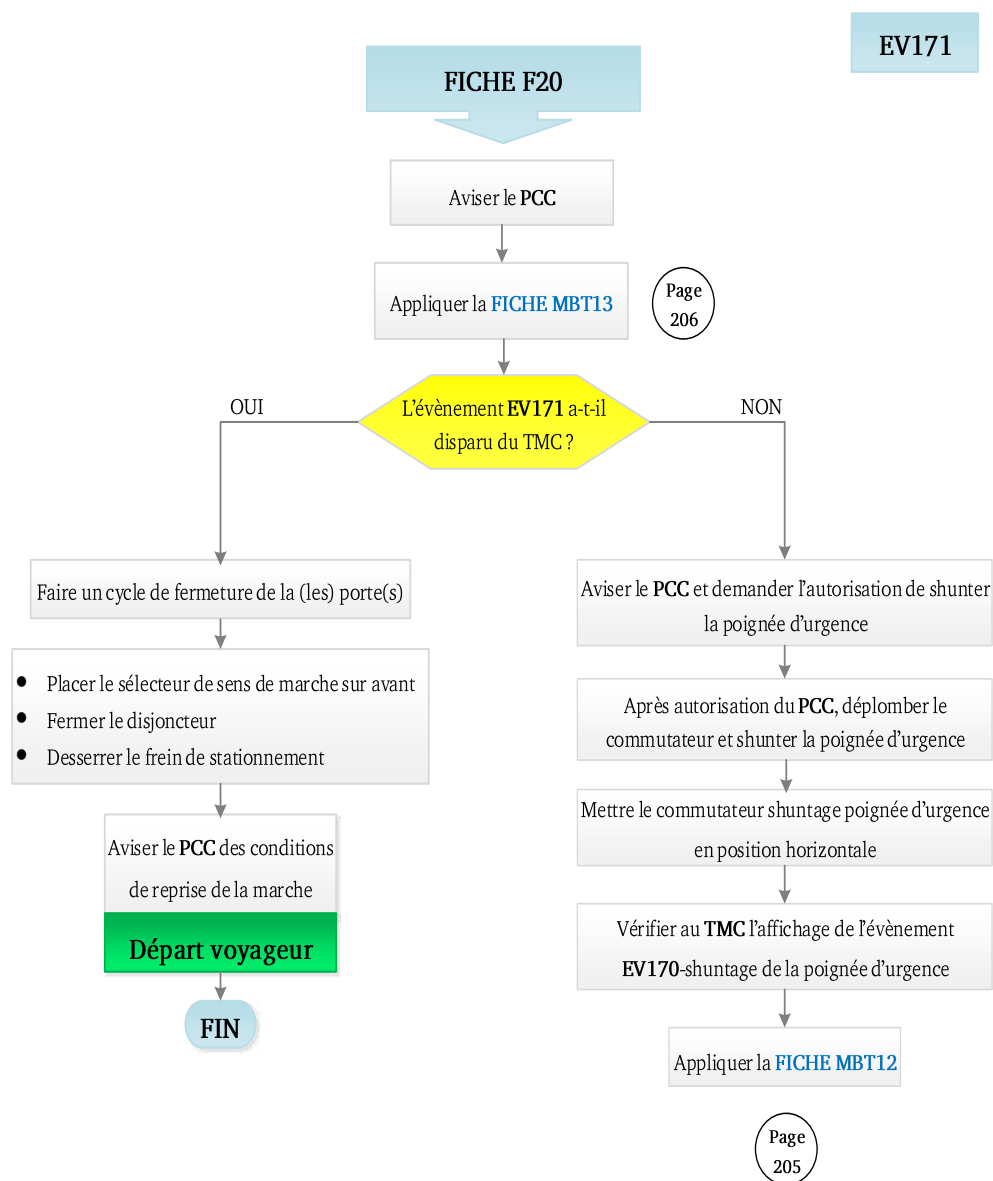 EV171
FICHE F20
Aviser le PCC
Appliquer la FICHE MBT13
Page
206
L'évènement EV171 a-t-il
disparu du TMC ?
OUI
NON
Faire un cycle de fermeture de la (les) porte(s)
• Placer le sélecteur de sens de marche sur avant
• Fermer le disjoncteur
• Desserrer le frein de stationnement
Aviser le PCC des conditions
de reprise de la marche
Départ voyageur
FIN
Aviser le PCC et demander l'autorisation de shunter
la poignée d'urgence
Après autorisation du PCC, déplomber le
commutateur et shunter la poignée d'urgence
Mettre le commutateur shuntage poignée d'urgence
en position horizontale
Vérifier au TMC l'affichage de l'évènement
EV170-shuntage de la poignée d'urgence
Appliquer la FICHE MBT12
Page
205